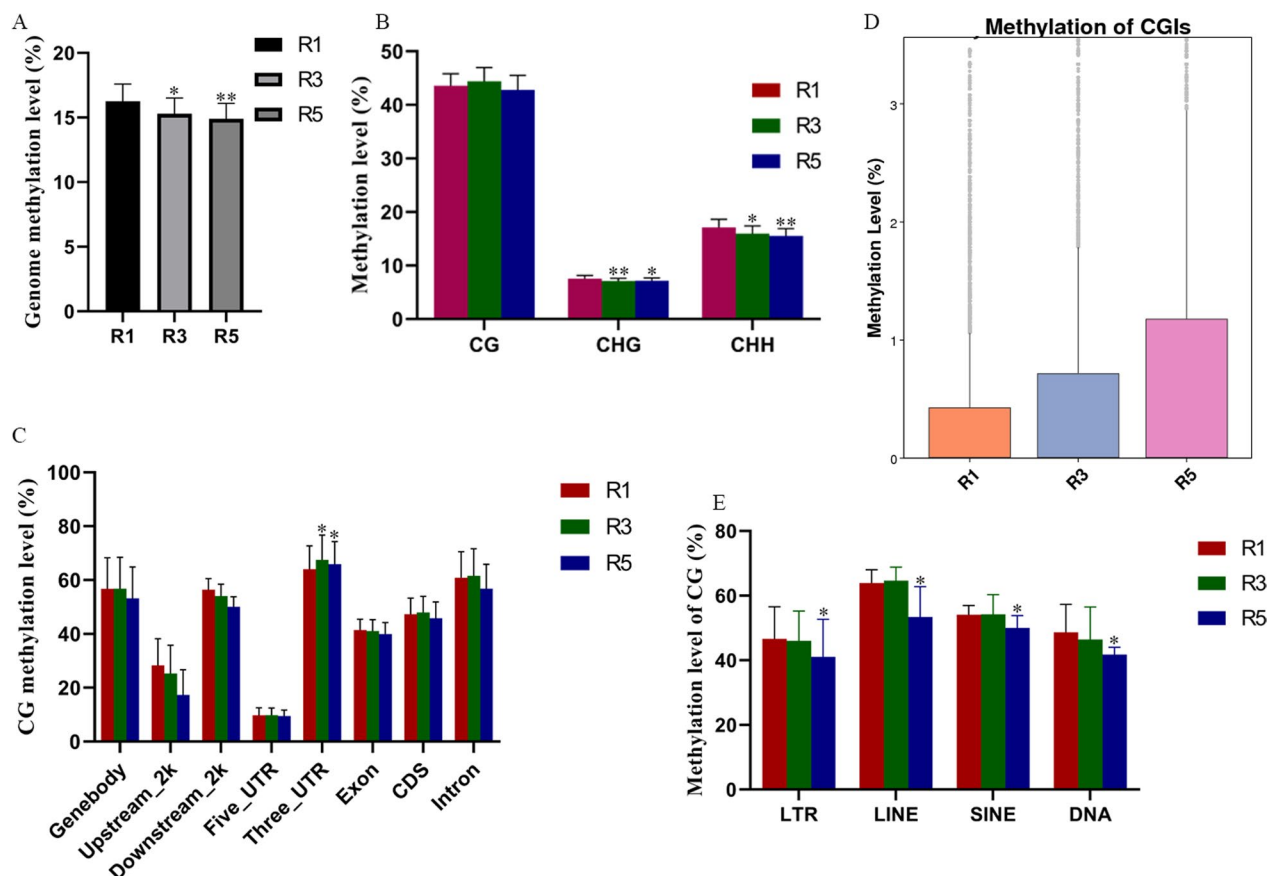 A
Genome methylation level (%)
20
15
10
5
0
R1
R3
R5
*
**
R1
R3
R5
B
Methylation level (%)
50
40
30
20
10
0
**
*
*
**
CG
CHG
CHH
R1
R3
R5
D
Methylation of CGIs
Methylation Level (%)
3
2
1
0
R1
R3
R5
C
CG methylation level (%)
100
80
60
40
20
0
*
*
Genebody
Upstream_2k
Downstream_2k
Five_UTR
Three_UTR
Exon
CDS
Intron
R1
R3
R5
E
Methylation level of CG (%)
80
60
40
20
0
*
*
*
*
LTR
LINE
SINE
DNA
R1
R3
R5